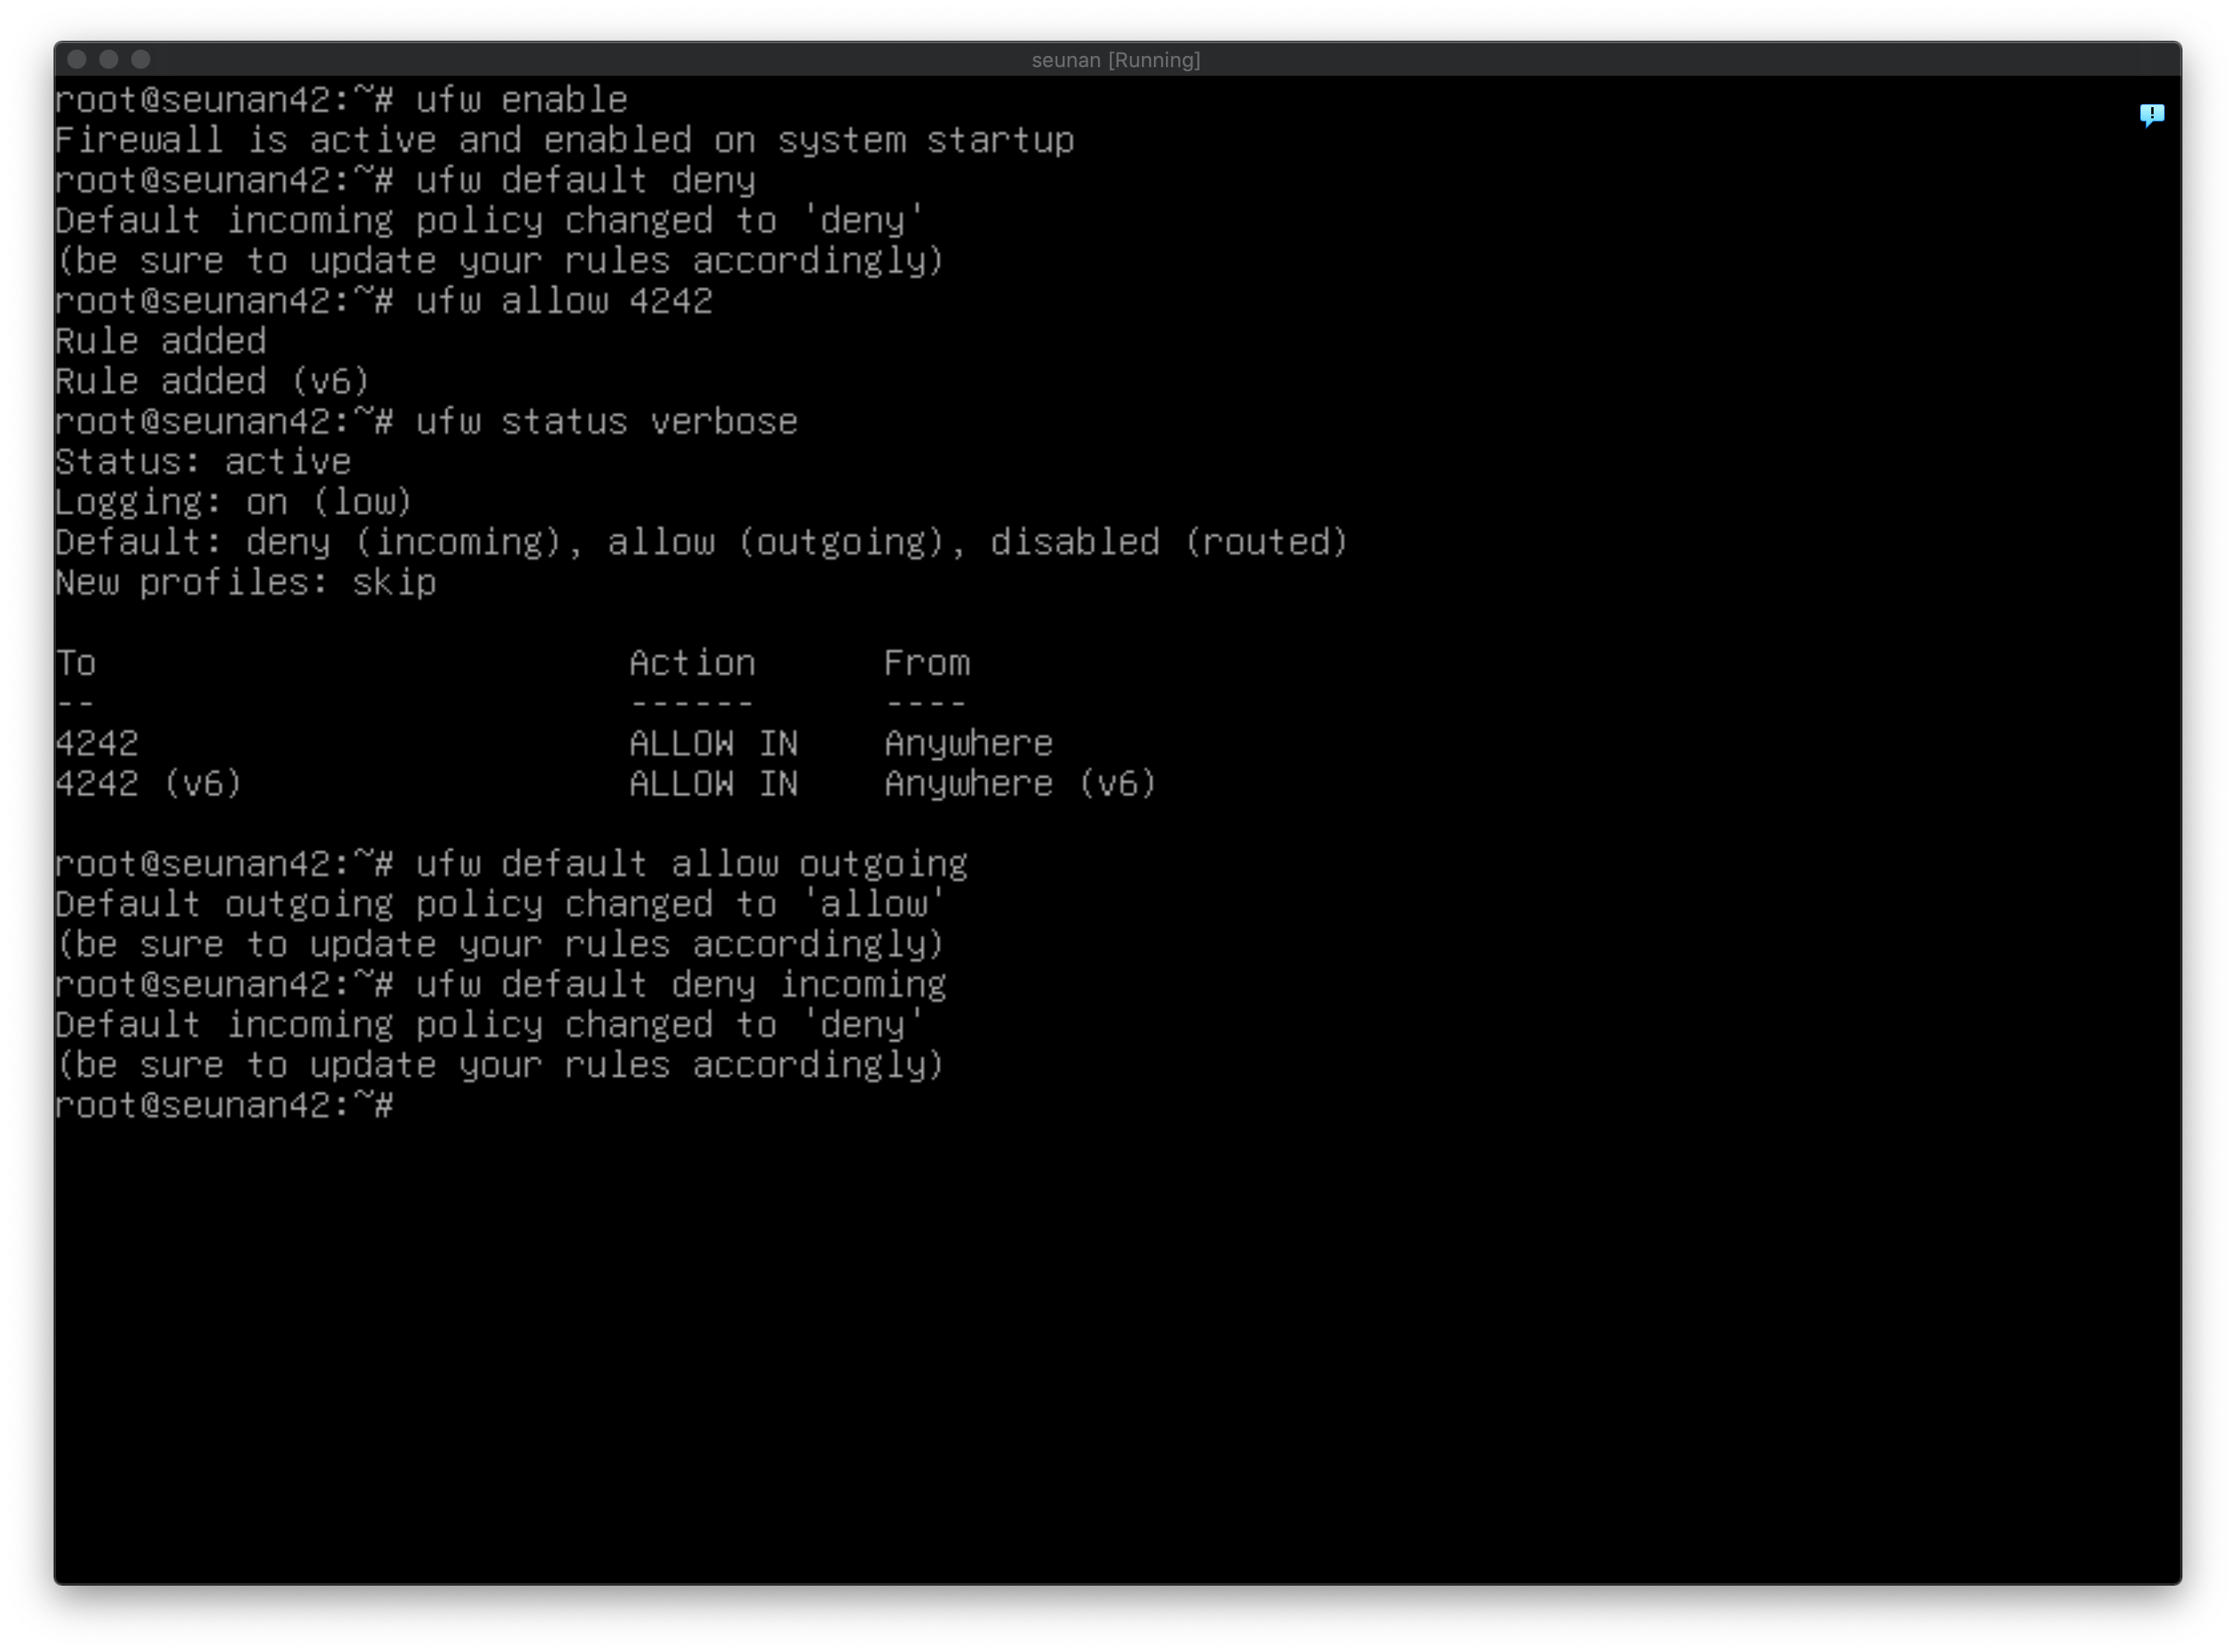 seunan [Running]
root@seunan42:~# ufw enable
Firewall is active and enabled on system startup
root@seunan42:~# ufw default deny
Default incoming policy changed to 'deny'
(be sure to update your rules accordingly)
root@seunan42:~# ufw allow 4242
Rule added
Rule added (v6)
root@seunan42:~# ufw status verbose
Status: active
Logging: on (low)
Default: deny (incoming), allow (outgoing), disabled (routed)
New profiles: skip
To                         Action      From
--                         ------      ----
4242                       ALLOW IN    Anywhere
4242 (v6)                  ALLOW IN    Anywhere (v6)
root@seunan42:~# ufw default allow outgoing
Default outgoing policy changed to 'allow'
(be sure to update your rules accordingly)
root@seunan42:~# ufw default deny incoming
Default incoming policy changed to 'deny'
(be sure to update your rules accordingly)
root@seunan42:~#